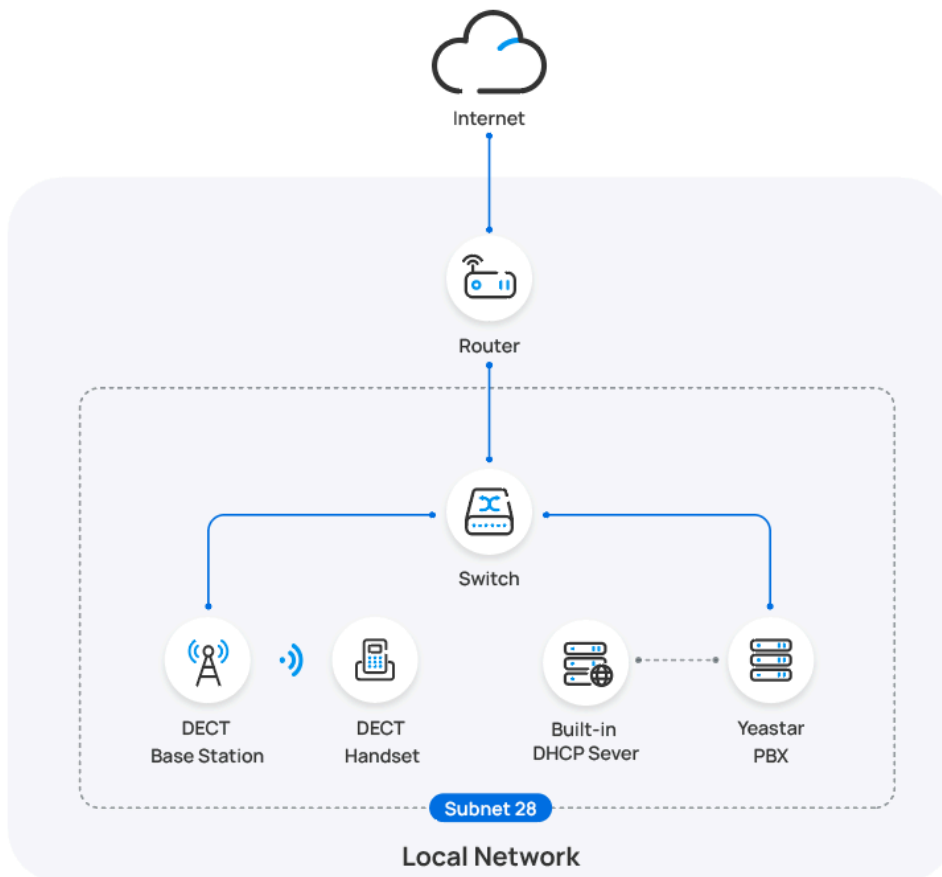 Internet
Router
Switch
DECT
Base Station
DECT
Handset
Built-in
DHCP Sever
Yeastar
PBX
Subnet 28
Local Network